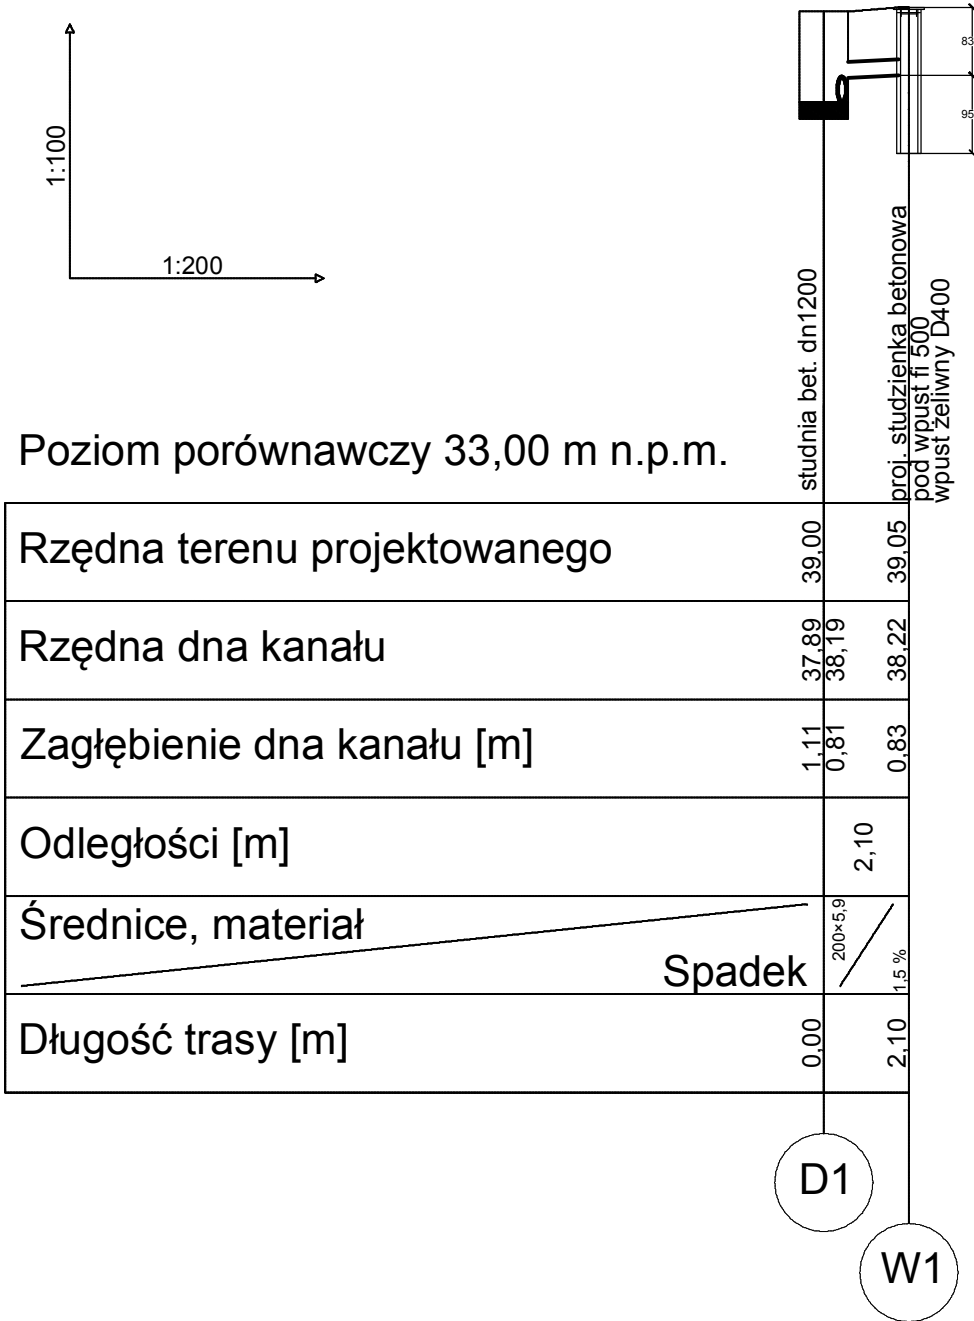 83
95
1:100
1:200
studnia bet. dn1200
proj. studzienka betonowa
pod wpust fi 500
wpust żeliwny D400
Poziom porównawczy 33,00 m n.p.m.
Rzędna terenu projektowanego
39,00
39,05
Rzędna dna kanału
37,89
38,19
38,22
Zagłębienie dna kanału [m]
1,11
0,81
0,83
Odległości [m]
2,10
Średnice, materiał
Spadek
200×5,9
1,5 %
Długość trasy [m]
0,00
2,10
D1
W1